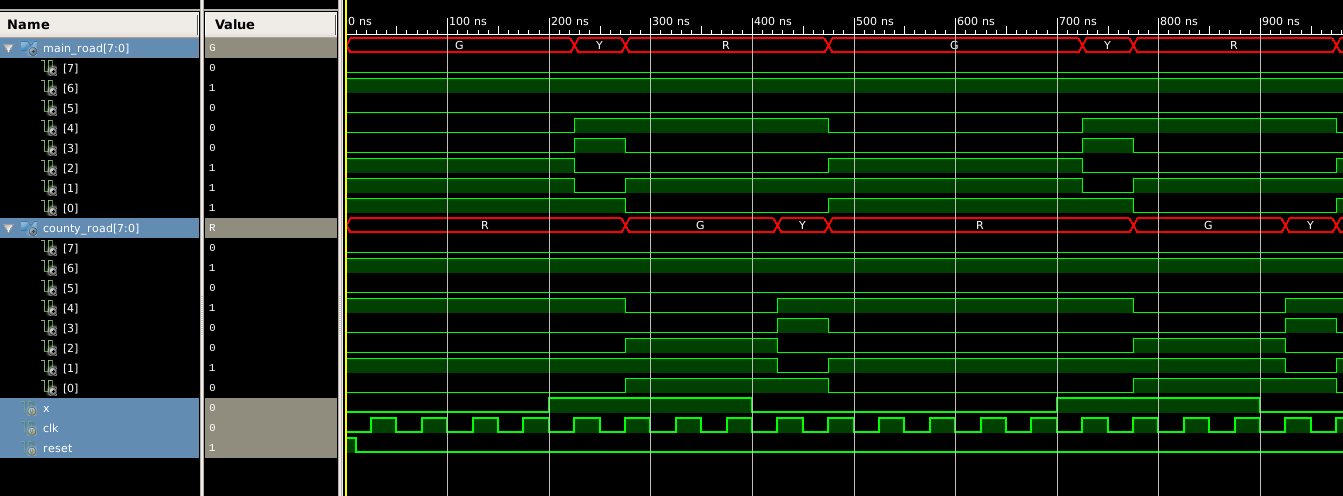 Name Value 0 ns 100 ns 200 ns 300 ns 400 ns 500 ns 600 ns 700 ns 800 ns 900 ns
main_road[7:0] G G Y R G Y R
[7] 0
[6] 1
[5] 0
[4] 0
[3] 0
[2] 1
[1] 1
[0] 1
county_road[7:0] R R G Y R G Y
[7] 0
[6] 1
[5] 0
[4] 1
[3] 0
[2] 0
[1] 1
[0] 0
x 0
clk 0
reset 1